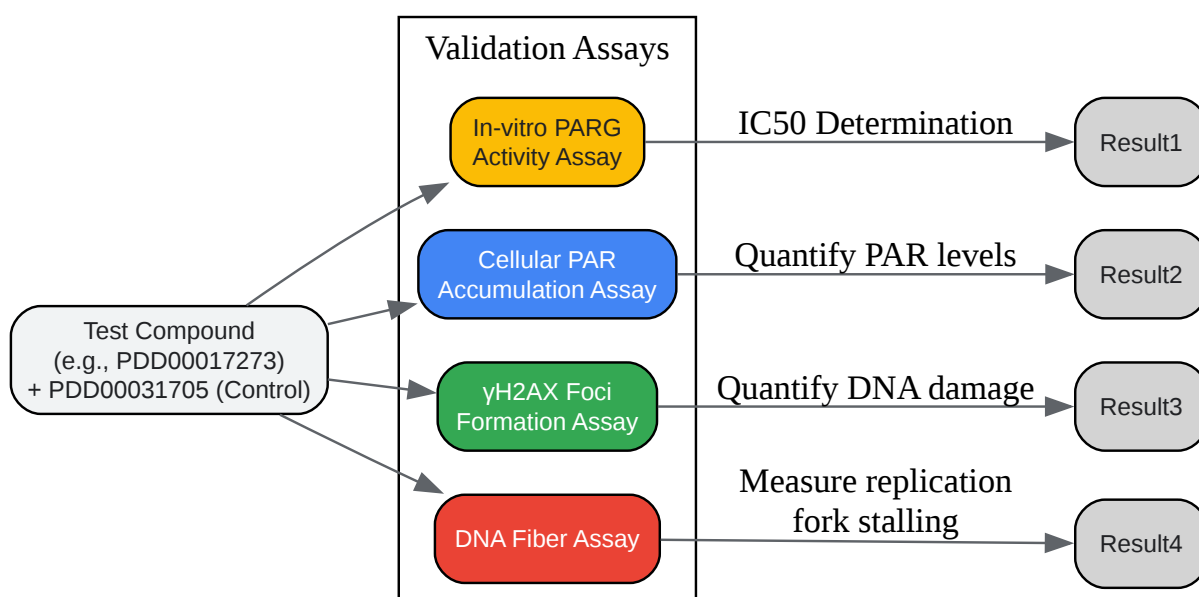 Validation Assays
In-vitro PARG
Activity Assay
IC50 Determination
Result1
Cellular PAR
Accumulation Assay
Quantify PAR levels
Result2
Test Compound
(e.g., PDD00017273)
+ PDD00031705 (Control)
γH2AX Foci
Formation Assay
Quantify DNA damage
Result3
DNA Fiber Assay
Measure replication
fork stalling
Result4